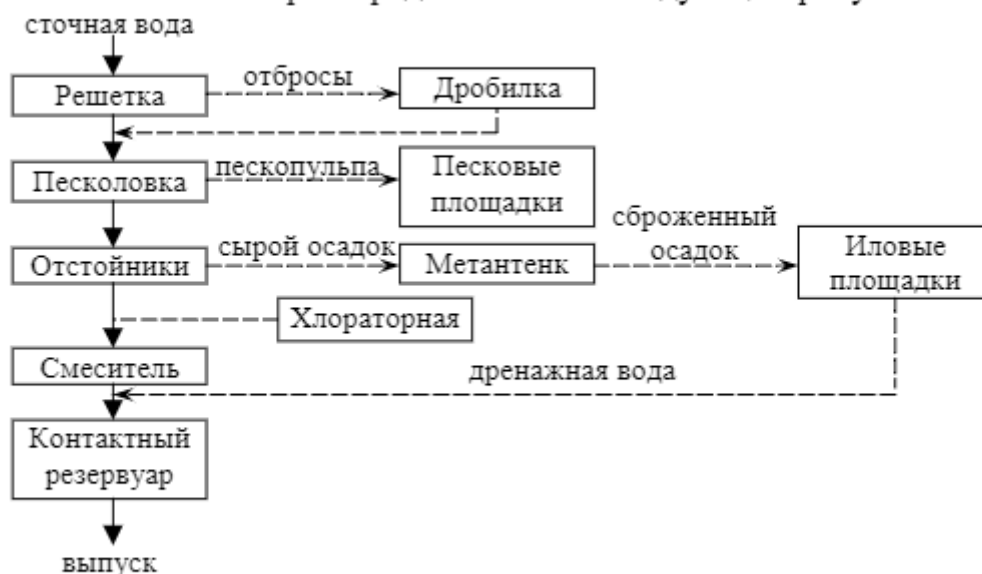 сточная вода
отбросы
Решетка
Дробилка
пескопульпа
Песколовка
Песковые
площадки
сброженный
осадок
сырой осадок
Отстойники
Метантенк
Иловые
площадки
Хлораторная
Смеситель
дренажная вода
Контактный
резервуар
выпуск